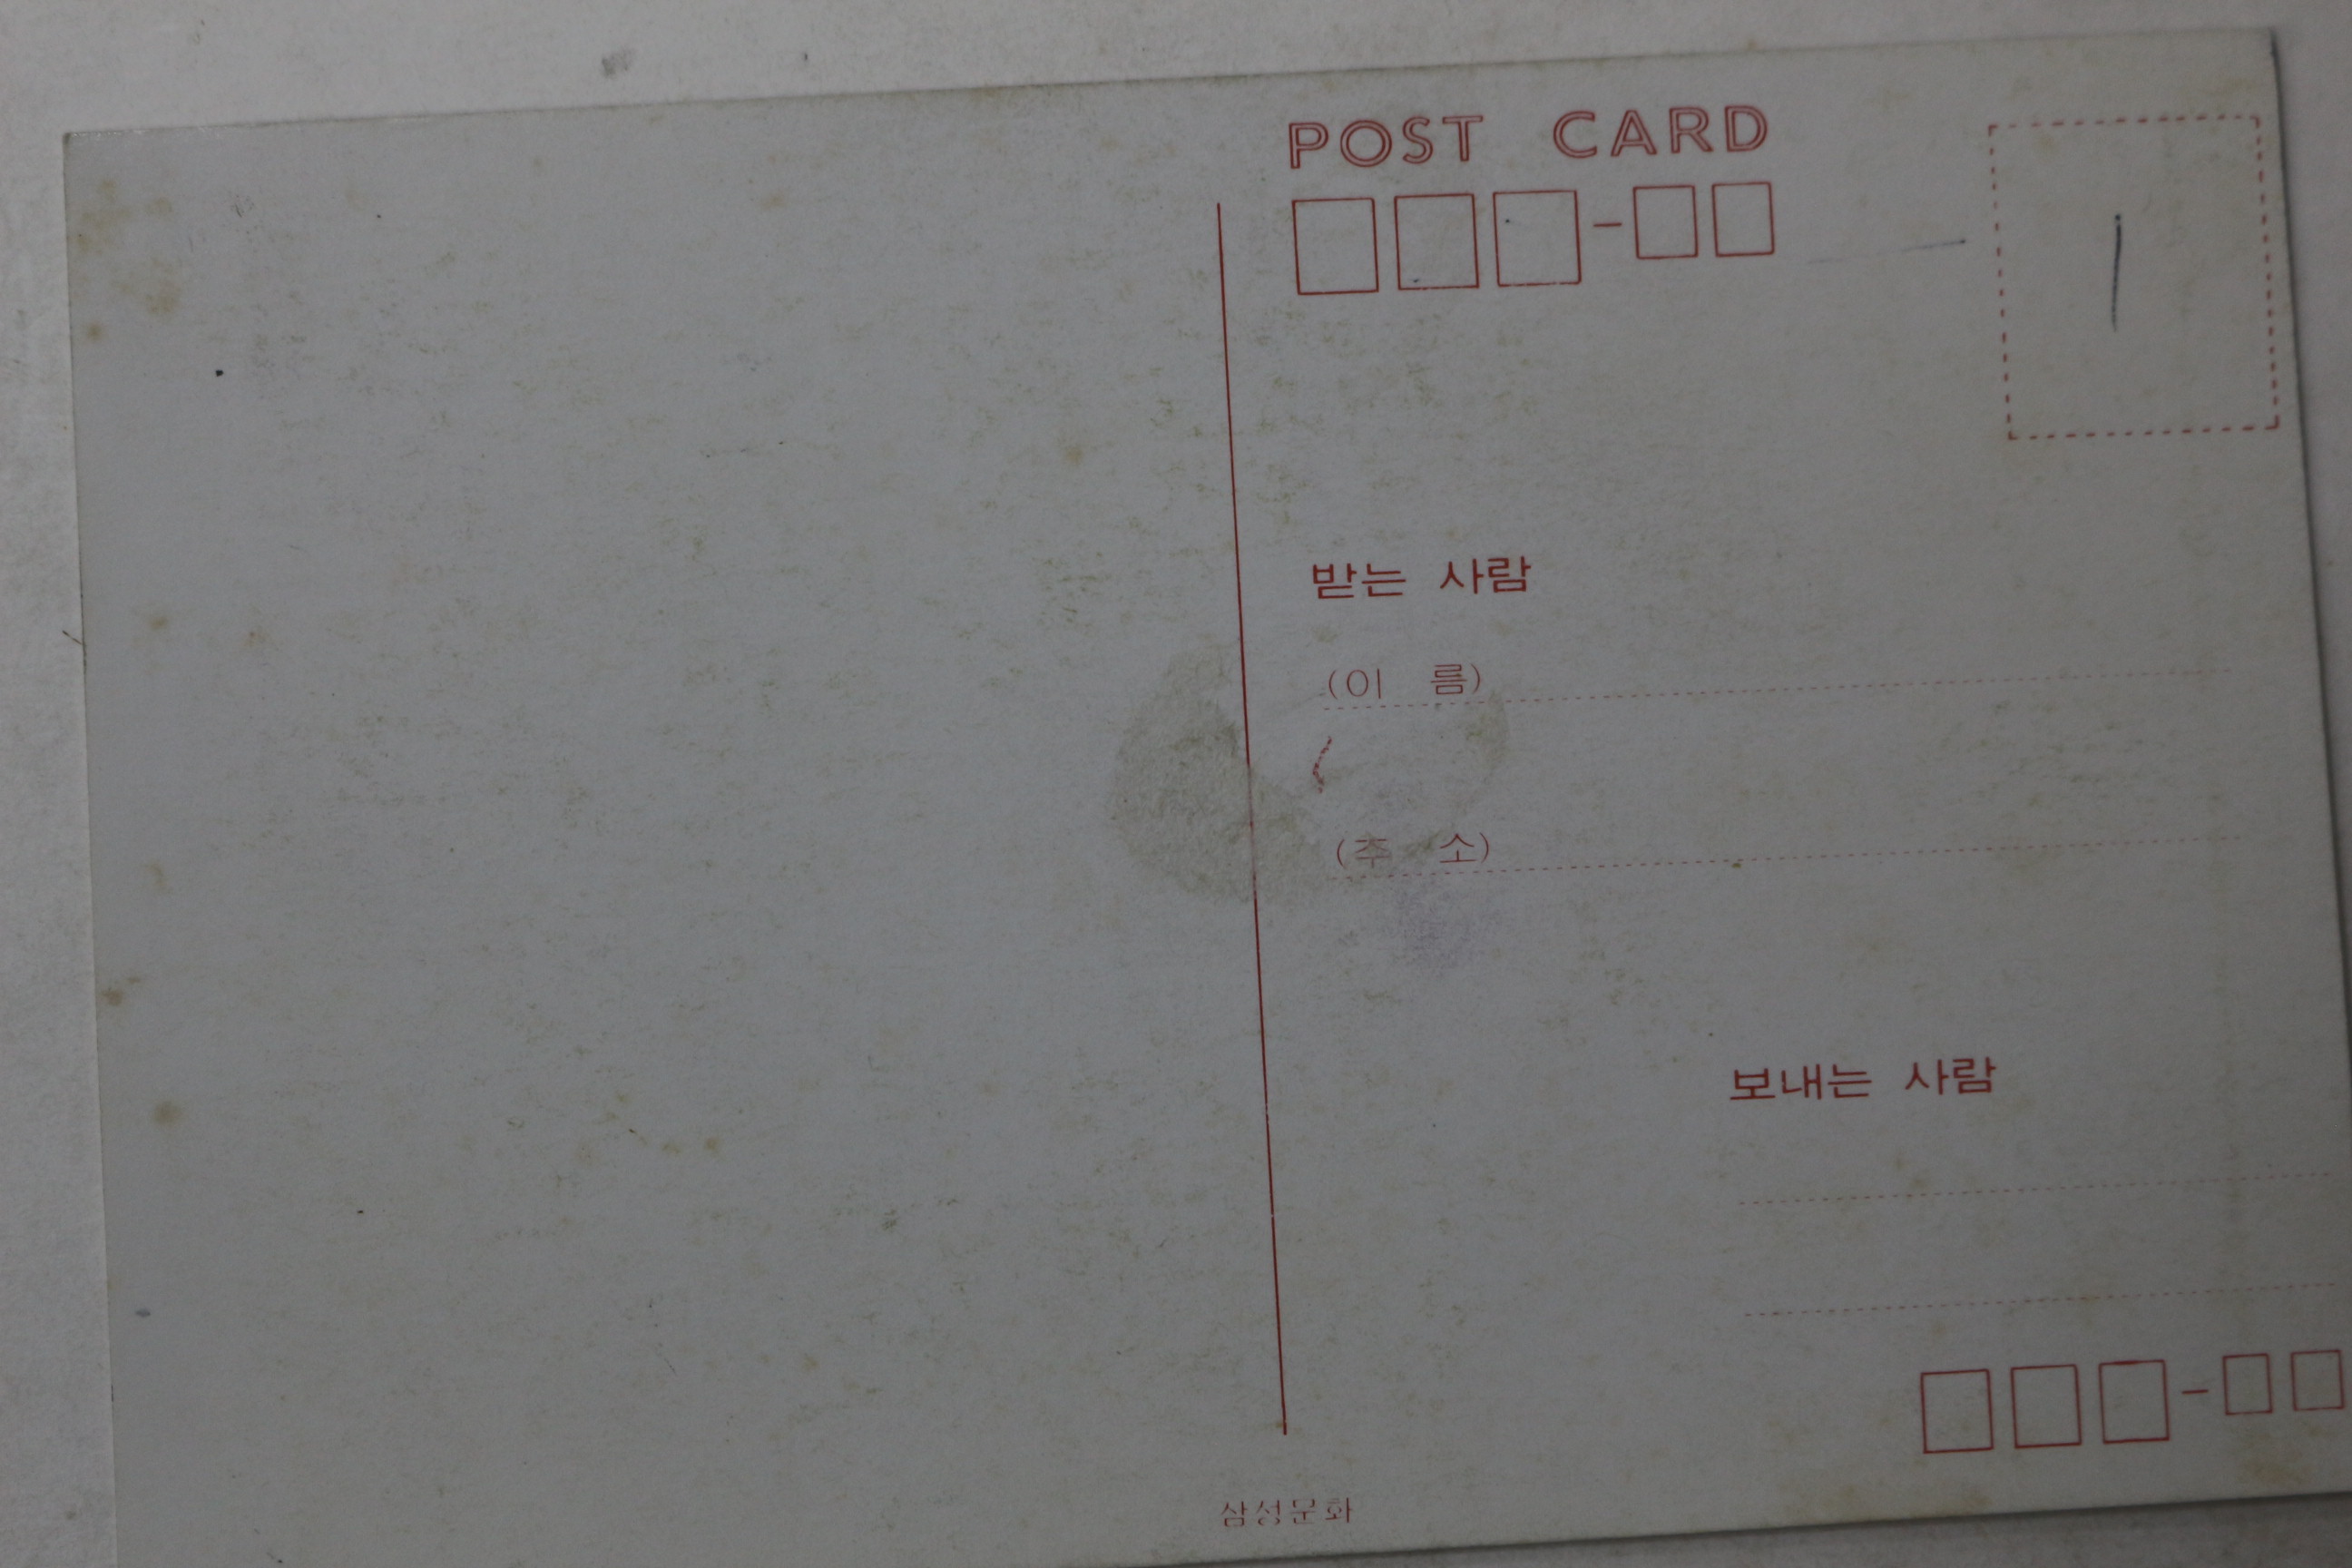 POST CARD
받는 사람
(이 름)
(주 소)
보내는 사람
삼성문화